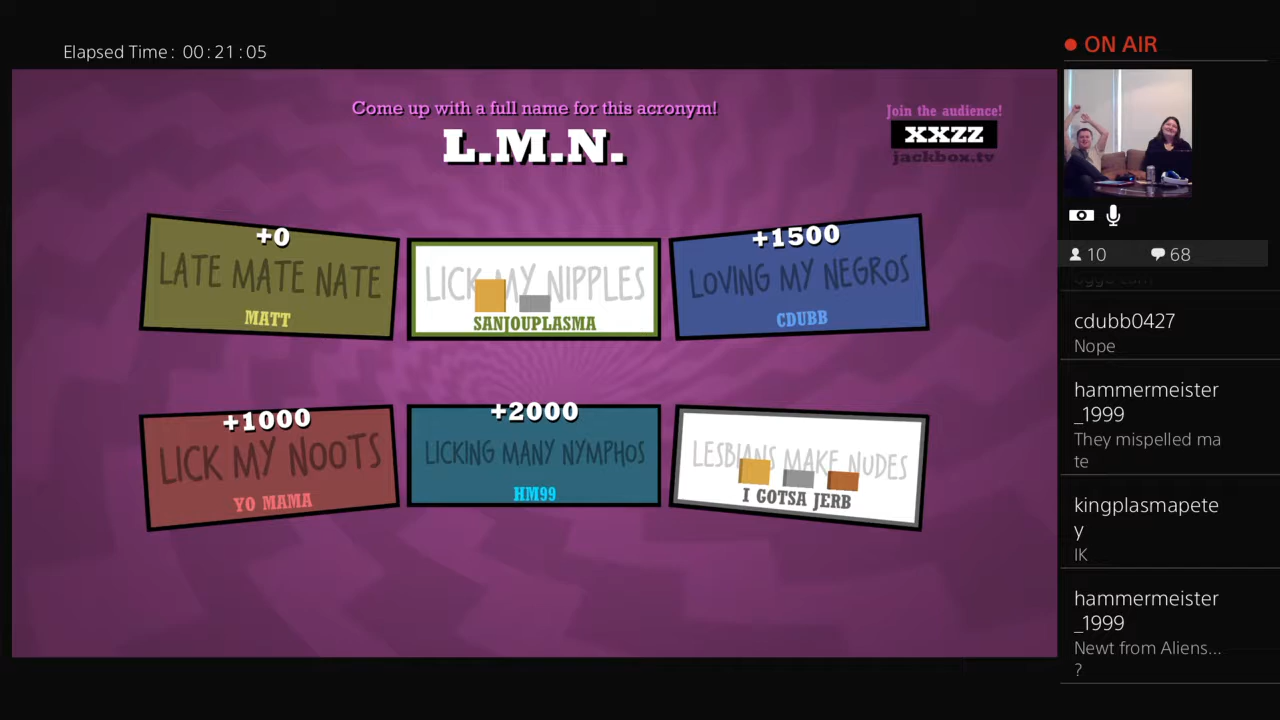 Elapsed Time: 00:21:05
ON AIR
Come up with a full name for this acronym!
L.M.N.
Join the audience!
XXZZ
jackbox.tv
+0
LATE MATE NATE
MATT
LICK MY NIPPLES
SANJOUPLASMA
+1500
LOVING MY NEGROS
CDUBB
+1000
LICK MY NOOTS
YO MAMA
+2000
LICKING MANY NYMPHOS
HM99
LESBIANS MAKE NUDES
I GOTSA JERB
10
68
cdubb0427
Nope
hammermeister
_1999
They mispelled ma
te
kingplasmapete
y
IK
hammermeister
_1999
Newt from Aliens...
?